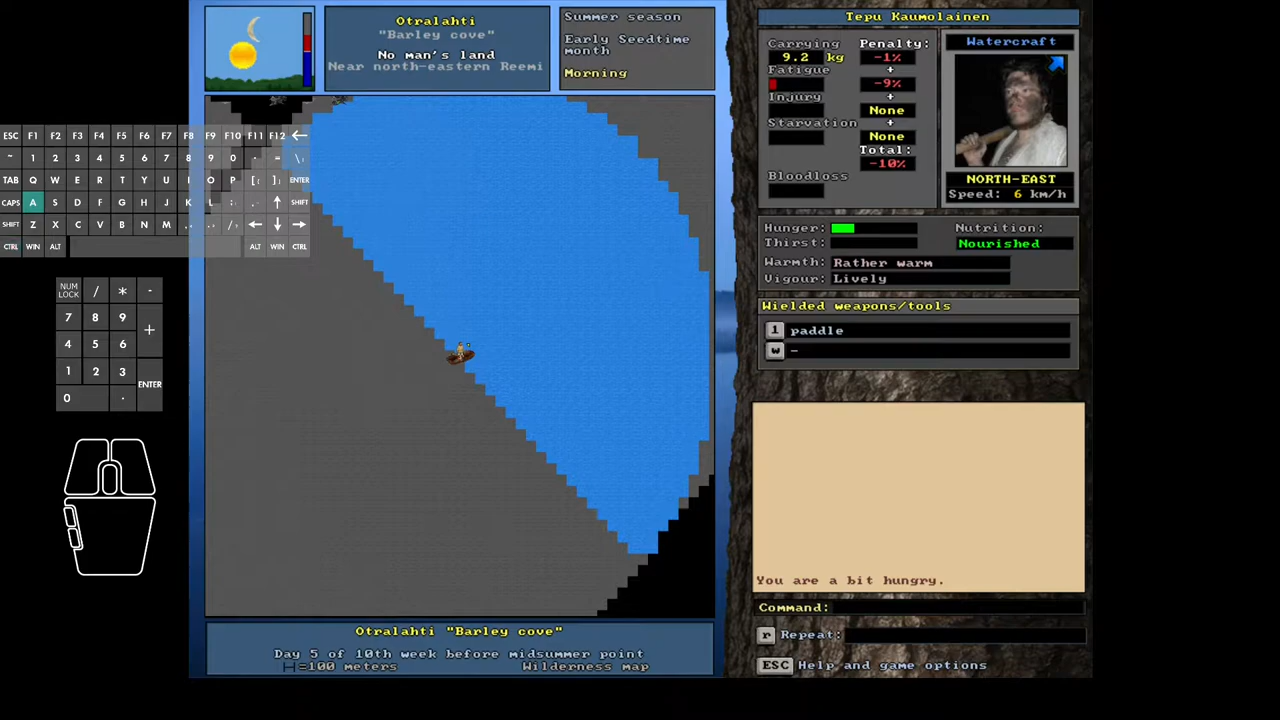 Otralahti
"Barley cove"
No man's land
Near north-eastern Reemi
Summer season
Early Seedtime
month
Morning
Tepu Kaumolainen
Carrying
9.2 kg
Fatigue
Injury
Starvation
Bloodloss
Penalty:
-1%
+
-9%
+
None
+
None
Total:
-10%
Watercraft
NORTH-EAST
Speed: 6 km/h
Hunger:
Thirst:
Nutrition:
Nourished
Warmth: Rather warm
Vigour: Lively
Wielded weapons/tools
1 paddle
w -
You are a bit hungry.
Command:
r Repeat:
ESC Help and game options
Otralahti "Barley cove"
Day 5 of 10th week before midsummer point
=100 meters Wilderness map
ESC F1 F2 F3 F4 F5 F6 F7 F8 F9 F10 F11 F12 ←
~ 1 2 3 4 5 6 7 8 9 0 - = \|
TAB Q W E R T Y U I O P [{ ]} ENTER
CAPS A S D F G H J K L ;: ,. ↑ SHIFT
SHIFT Z X C V B N M ,. .. /? ← ↓ →
CTRL WIN ALT ALT WIN CTRL
NUM LOCK / * -
7 8 9 +
4 5 6
1 2 3 ENTER
0 .